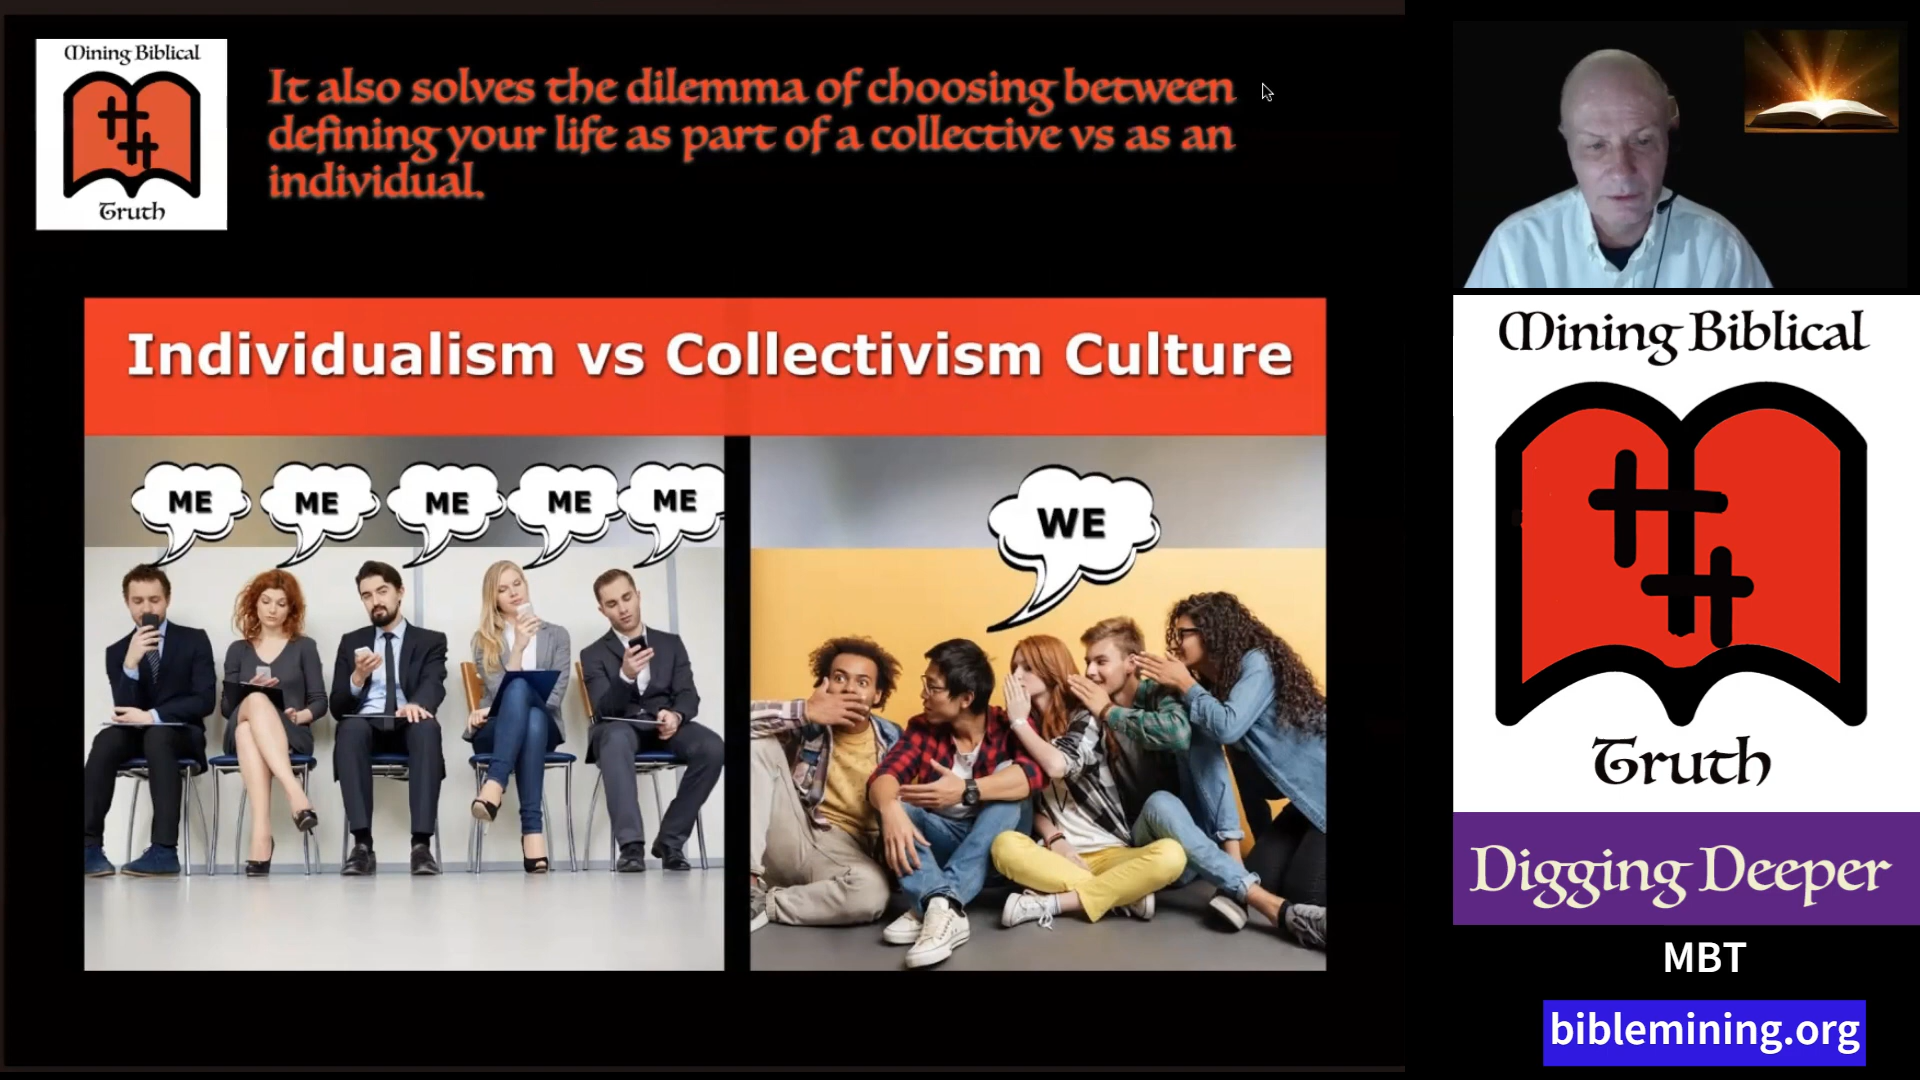 Mining Biblical
Truth
It also solves the dilemma of choosing between
defining your life as part of a collective vs as an
individual.
Individualism vs Collectivism Culture
ME
ME
ME
ME
ME
WE
Mining Biblical
Truth
Digging Deeper
MBT
biblemining.org